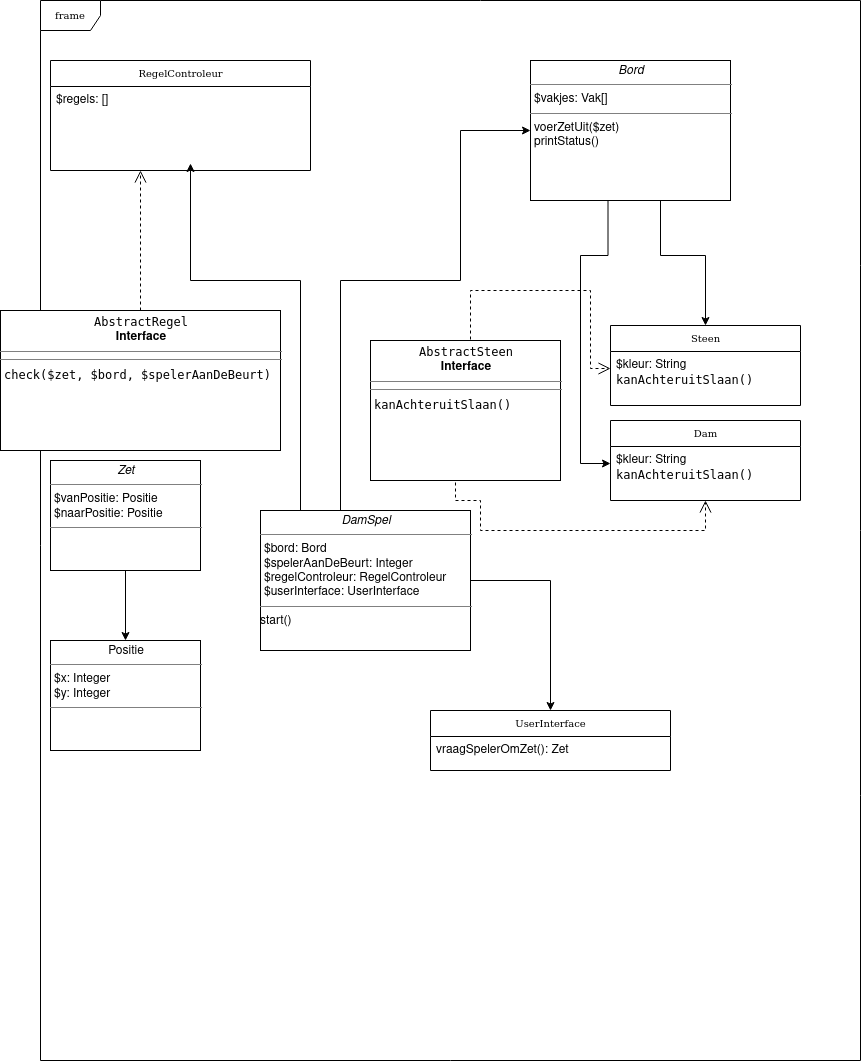 frame
RegelControleur
$regels: []
Bord
$vakjes: Vak[]
voerZetUit($zet)
printStatus()
AbstractRegel
Interface
check($zet, $bord, $spelerAanDeBeurt)
AbstractSteen
Interface
kanAchteruitSlaan()
Steen
$kleur: String
kanAchteruitSlaan()
Dam
$kleur: String
kanAchteruitSlaan()
Zet
$vanPositie: Positie
$naarPositie: Positie
DamSpel
$bord: Bord
$spelerAanDeBeurt: Integer
$regelControleur: RegelControleur
$userInterface: UserInterface
start()
Positie
$x: Integer
$y: Integer
UserInterface
vraagSpelerOmZet(): Zet